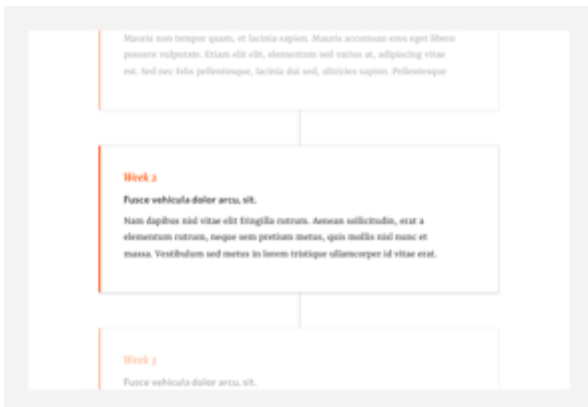 Mauris non tempor quam, et lacinia sapien. Mauris accumsan eros eget libero
posuere vulputate. Etiam elit elit, elementum sed varius at, adipiscing vitae
est. Sed nec felis pellentesque, lacinia dui sed, ultricies sapien. Pellentesque
Week 2
Fusce vehicula dolor arcu, sit.
Nam dapibus nisl vitae elit fringilla rutrum. Aenean sollicitudin, erat a
elementum rutrum, neque sem pretium metus, quis mollis nisl nunc et
massa. Vestibulum sed metus in lorem tristique ullamcorper id vitae erat.
Week 3
Fusce vehicula dolor arcu, sit.